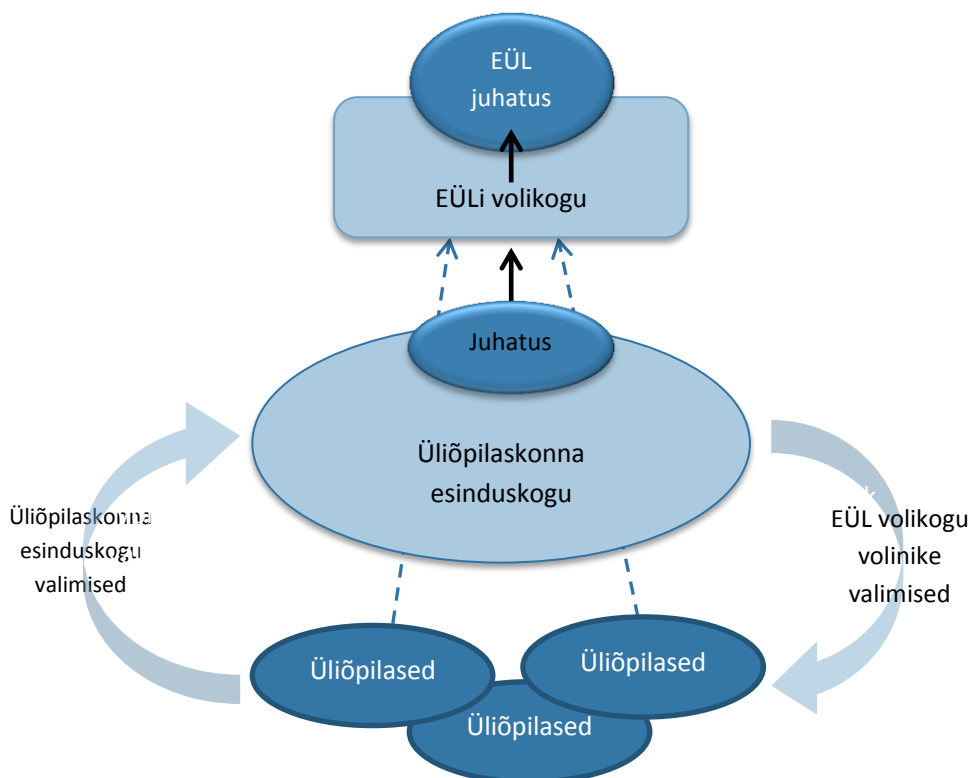 EÜL
juhatus
EÜLi volikogu
Juhatus
Üliõpilaskonna
esinduskogu
Üliõpilaskonna
esinduskogu
valimised
EÜL volikogu
volinike
valimised
Üliõpilased
Üliõpilased
Üliõpilased